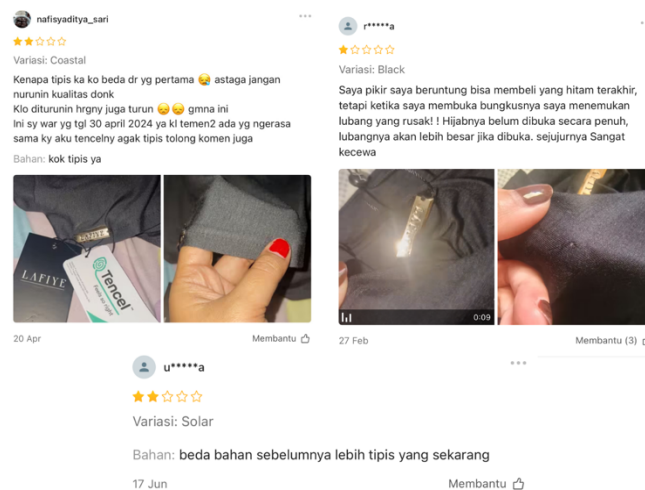 nafisyaditya_sari
Variasi: Coastal
Kenapa tipis ka ko beda dr yg pertama 😪 astaga jangan
nurunin kualitas donk
Klo diturunin hrgny juga turun 😔😔 gmna ini
Ini sy war yg tgl 30 april 2024 ya kl temen2 ada yg ngerasa
sama ky aku tencelny agak tipis tolong komen juga
Bahan: kok tipis ya
LAFIYE
Tencel
20 Apr
Membantu
r*****a
Variasi: Black
Saya pikir saya beruntung bisa membeli yang hitam terakhir,
tetapi ketika saya membuka bungkusnya saya menemukan
lubang yang rusak! ! Hijabnya belum dibuka secara penuh,
lubangnya akan lebih besar jika dibuka. sejujurnya Sangat
kecewa
0:09
27 Feb
Membantu (3)
u*****a
Variasi: Solar
Bahan: beda bahan sebelumnya lebih tipis yang sekarang
17 Jun
Membantu